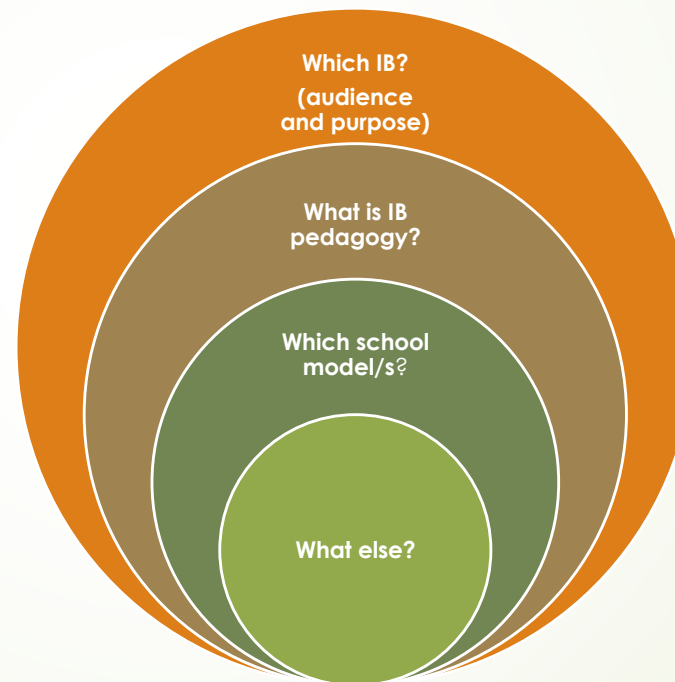 Which IB?
(audience
and purpose)
What is IB
pedagogy?
Which school
model/s?
What else?